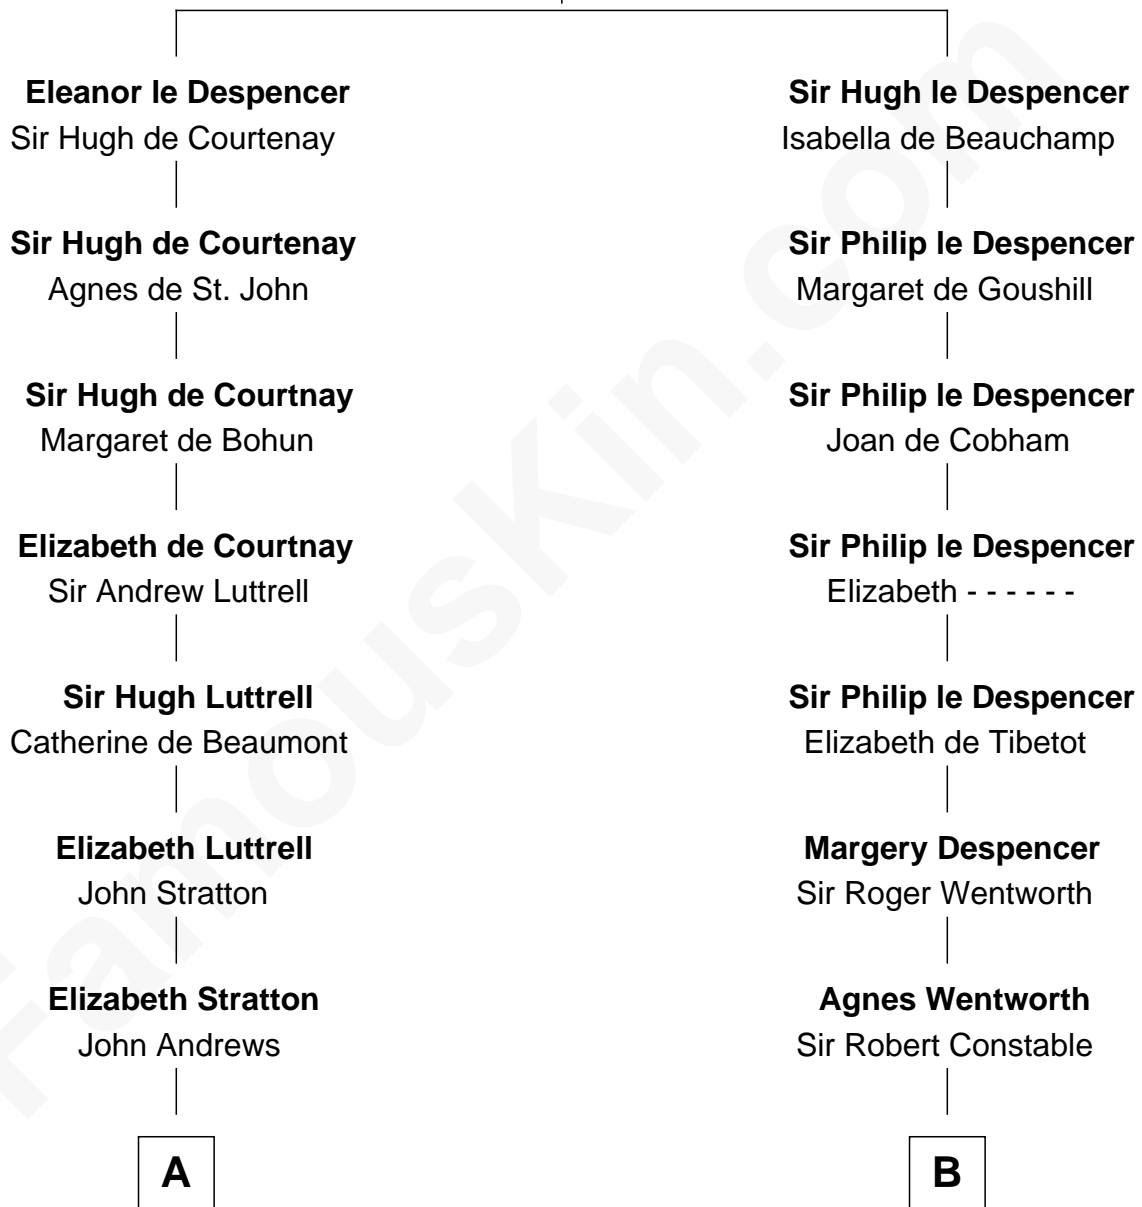 Eleanor le Despencer
Sir Hugh de Courtenay
Sir Hugh de Courtenay
Agnes de St. John
Sir Hugh de Courtnay
Margaret de Bohun
Elizabeth de Courtnay
Sir Andrew Luttrell
Sir Hugh Luttrell
Catherine de Beaumont
Elizabeth Luttrell
John Stratton
Elizabeth Stratton
John Andrews
A
Sir Hugh le Despencer
Isabella de Beauchamp
Sir Philip le Despencer
Margaret de Goushill
Sir Philip le Despencer
Joan de Cobham
Sir Philip le Despencer
Elizabeth - - - - - -
Sir Philip le Despencer
Elizabeth de Tibetot
Margery Despencer
Sir Roger Wentworth
Agnes Wentworth
Sir Robert Constable
B
FamousKin.com